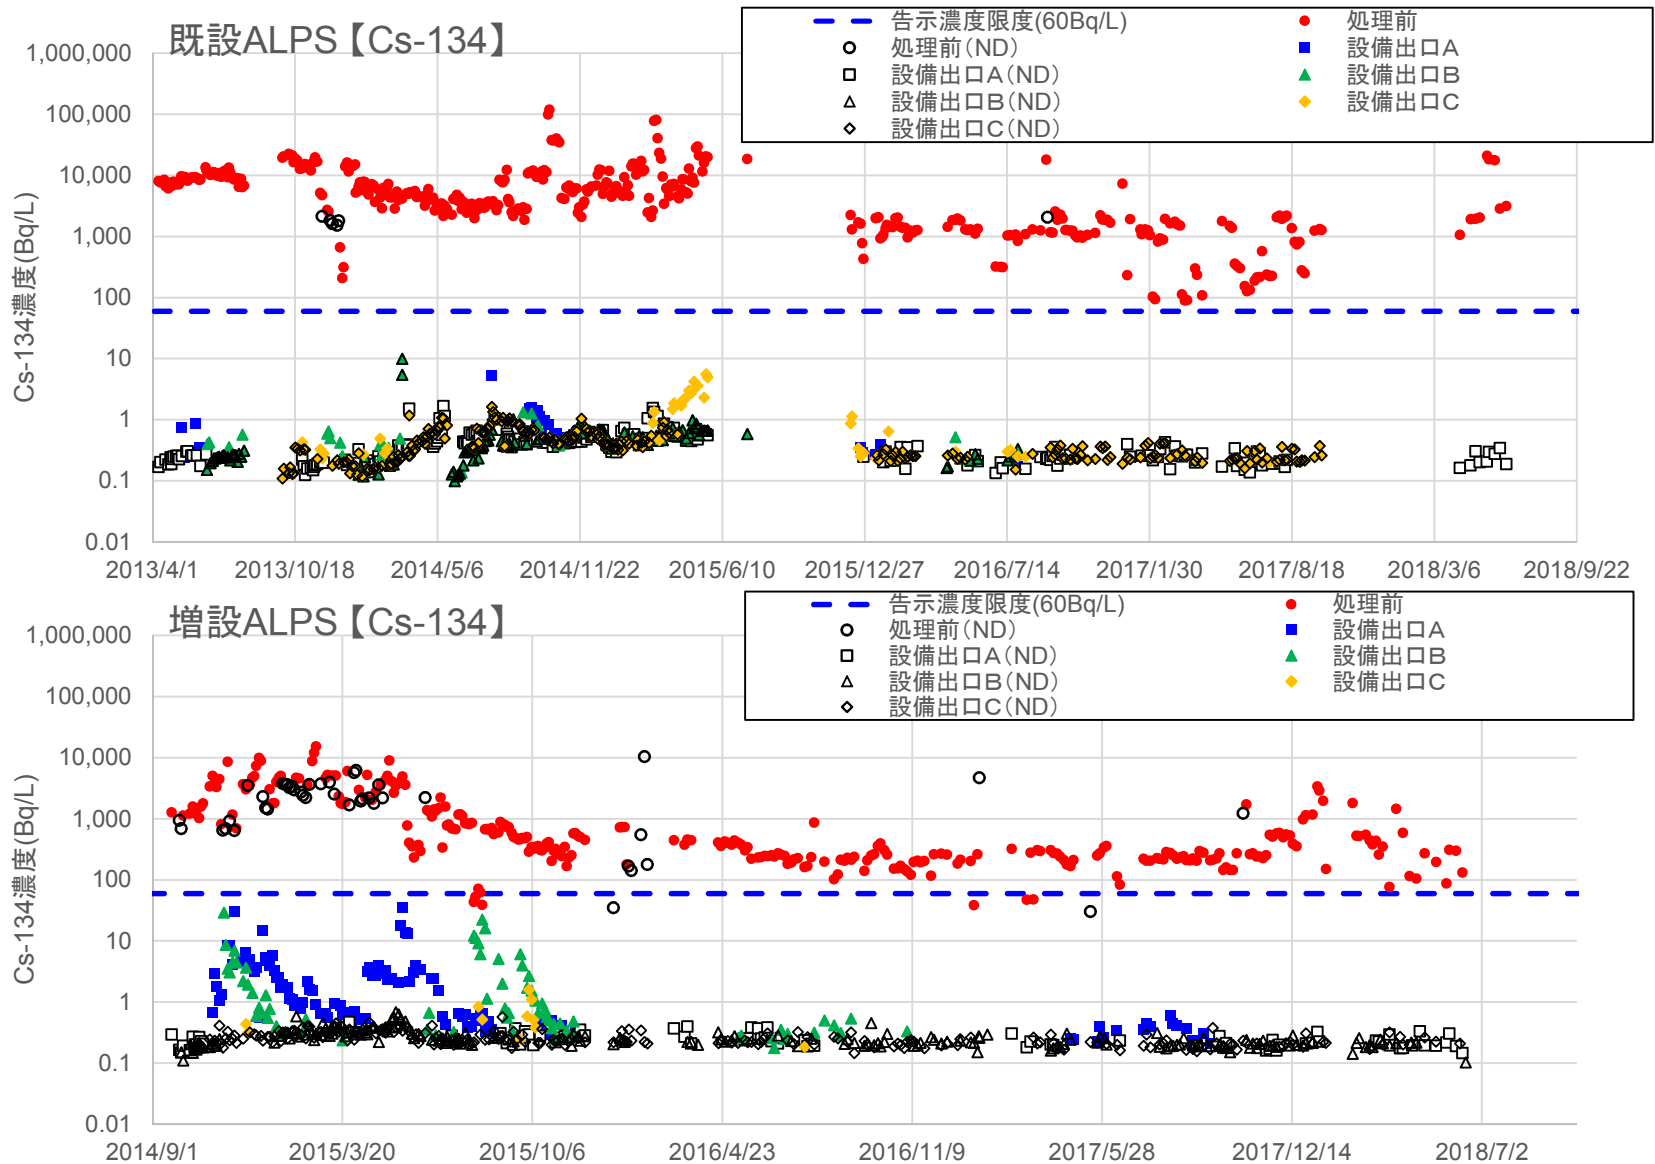 既設ALPS【Cs-134】
告示濃度限度(60Bq/L)
処理前
処理前(ND)
設備出口A
設備出口A(ND)
設備出口B
設備出口B(ND)
設備出口C
設備出口C(ND)
Cs-134濃度(Bq/L)
1,000,000
100,000
10,000
1,000
100
10
1
0.1
0.01
2013/4/1 2013/10/18 2014/5/6 2014/11/22 2015/6/10 2015/12/27 2016/7/14 2017/1/30 2017/8/18 2018/3/6 2018/9/22
増設ALPS【Cs-134】
告示濃度限度(60Bq/L)
処理前
処理前(ND)
設備出口A
設備出口A(ND)
設備出口B
設備出口B(ND)
設備出口C
設備出口C(ND)
Cs-134濃度(Bq/L)
1,000,000
100,000
10,000
1,000
100
10
1
0.1
0.01
2014/9/1 2015/3/20 2015/10/6 2016/4/23 2016/11/9 2017/5/28 2017/12/14 2018/7/2